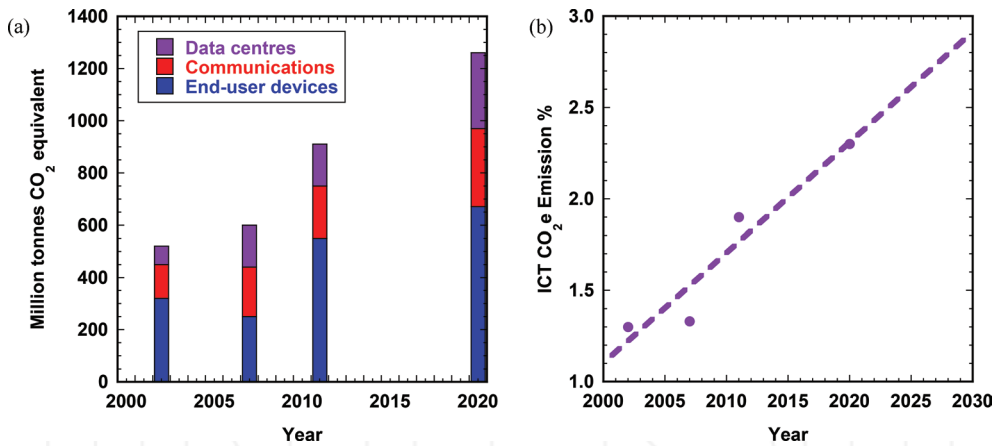 (a)
Million tonnes CO2 equivalent
1400
1200
1000
800
600
400
200
0
Data centres
Communications
End-user devices
2000 2005 2010 2015 2020
Year
(b)
ICT CO2 e Emission %
3.0
2.5
2.0
1.5
1.0
2000 2005 2010 2015 2020 2025 2030
Year